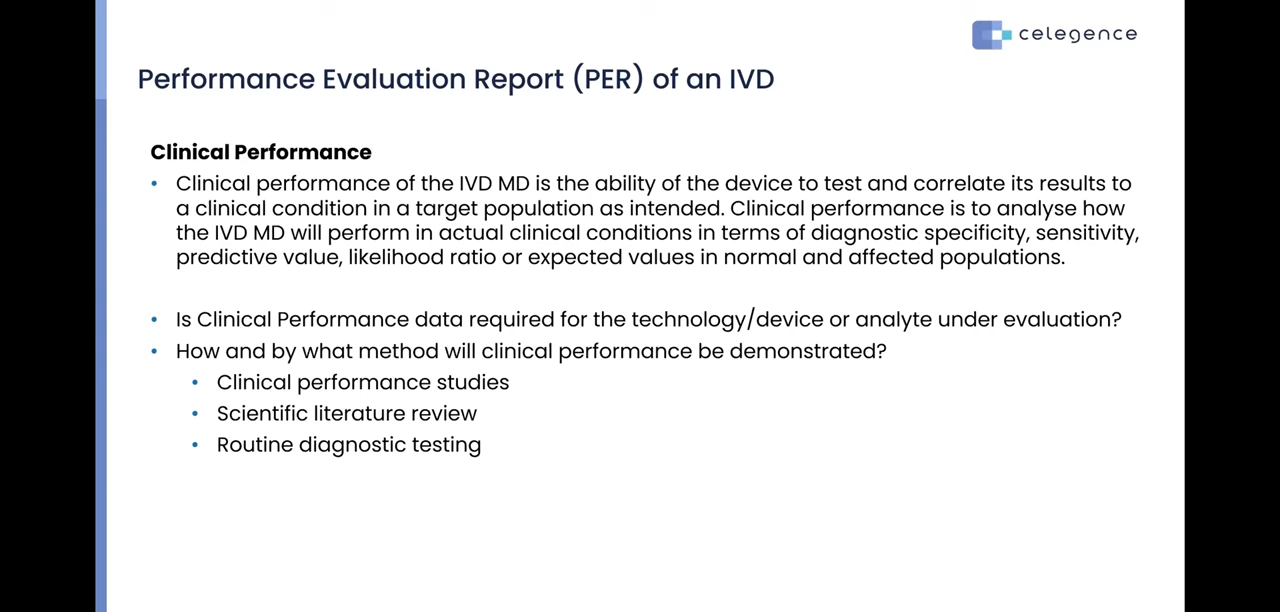 celegence
Performance Evaluation Report (PER) of an IVD
Clinical Performance
• Clinical performance of the IVD MD is the ability of the device to test and correlate its results to
a clinical condition in a target population as intended. Clinical performance is to analyse how
the IVD MD will perform in actual clinical conditions in terms of diagnostic specificity, sensitivity,
predictive value, likelihood ratio or expected values in normal and affected populations.
• Is Clinical Performance data required for the technology/device or analyte under evaluation?
• How and by what method will clinical performance be demonstrated?
• Clinical performance studies
• Scientific literature review
• Routine diagnostic testing